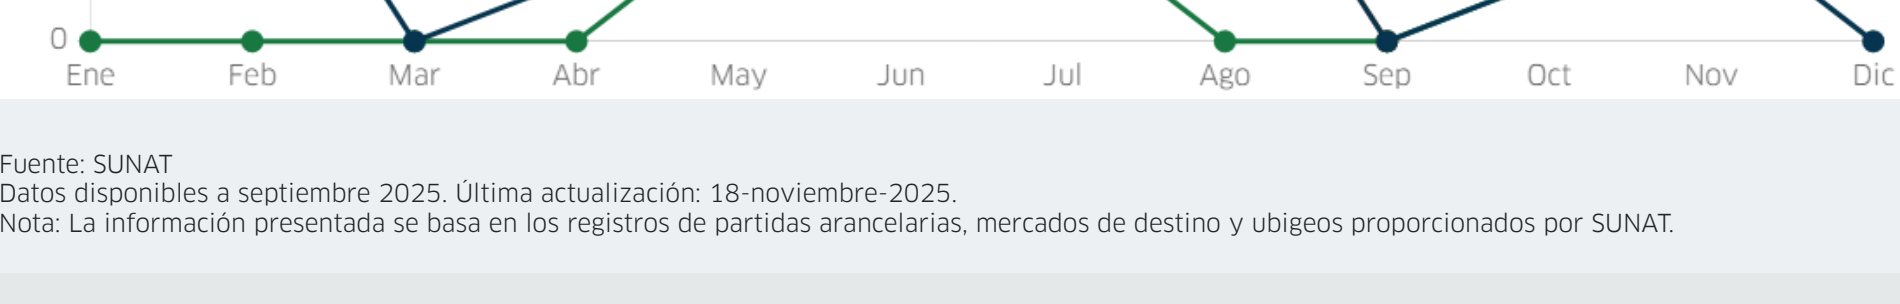 0
Ene Feb Mar Abr May Jun Jul Ago Sep Oct Nov Dic
Fuente: SUNAT
Datos disponibles a septiembre 2025. Última actualización: 18-noviembre-2025.
Nota: La información presentada se basa en los registros de partidas arancelarias, mercados de destino y ubigeos proporcionados por SUNAT.